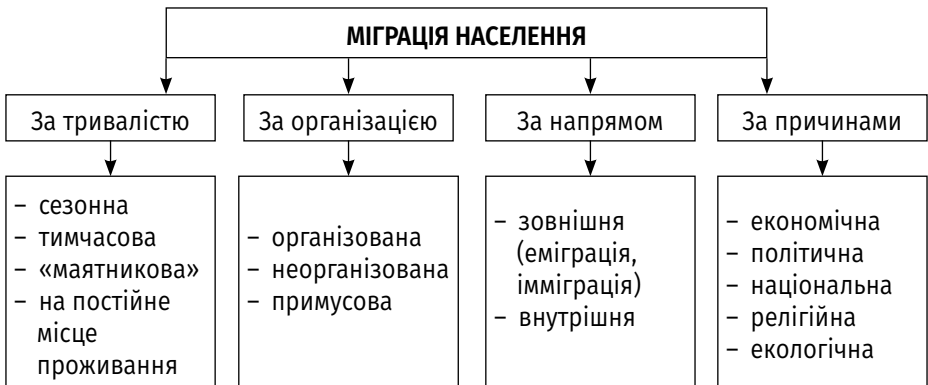 МІГРАЦІЯ НАСЕЛЕННЯ
За тривалістю
За організацією
За напрямом
За причинами
– сезонна
– тимчасова
– «маятникова»
– на постійне
місце
проживання
– організована
– неорганізована
– примусова
– зовнішня
(еміграція,
імміграція)
– внутрішня
– економічна
– політична
– національна
– релігійна
– екологічна